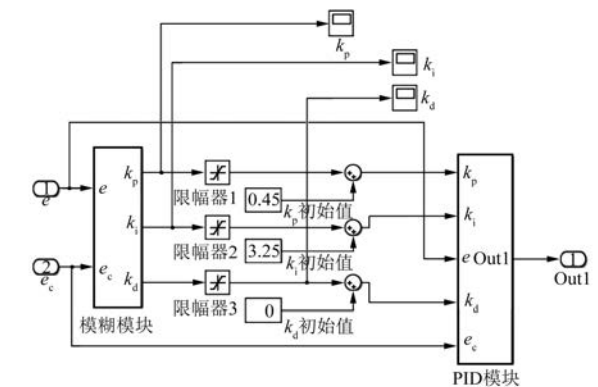 kp
ki
kd
1
e
2
ec
e
ec
kp
ki
kd
模糊模块
限幅器1
0.45
kp初始值
限幅器2
3.25
ki初始值
限幅器3
0
kd初始值
kp
ki
e Out1
kd
ec
PID模块
1
Out1